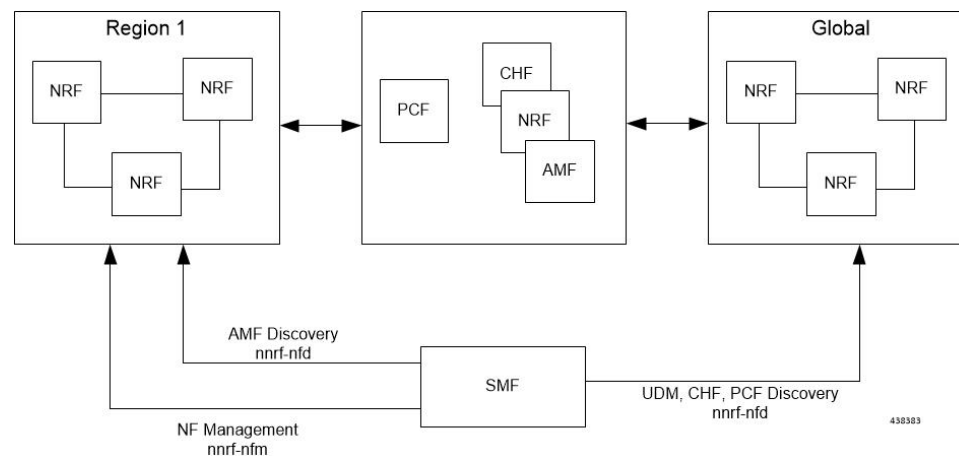 Region 1
NRF
NRF
NRF
PCF
CHF
NRF
AMF
Global
NRF
NRF
NRF
AMF Discovery
nnrf-nfd
SMF
UDM, CHF, PCF Discovery
nnrf-nfd
NF Management
nnrf-nfm
438383